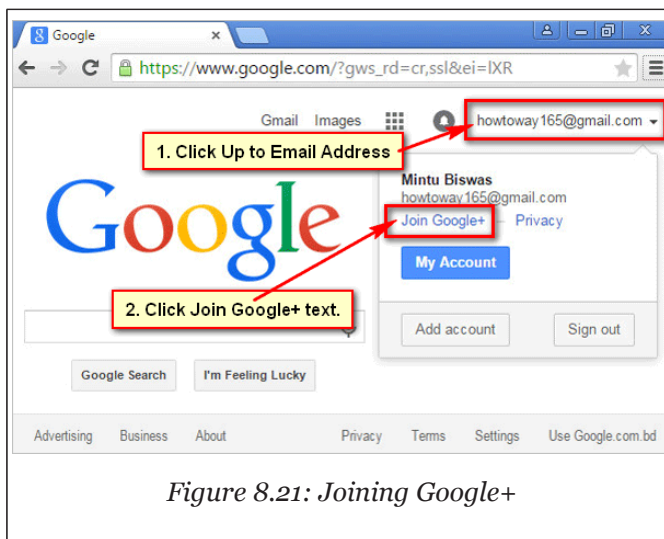 Google
https://www.google.com/?gws_rd=cr,ssl&ei=lXR
Gmail Images howtoway165@gmail.com
1. Click Up to Email Address
Mintu Biswas
howtoway165@gmail.com
Join Google+ – Privacy
My Account
Google
2. Click Join Google+ text.
Add account Sign out
Google Search I'm Feeling Lucky
Advertising Business About Privacy Terms Settings Use Google.com.bd
Figure 8.21: Joining Google+